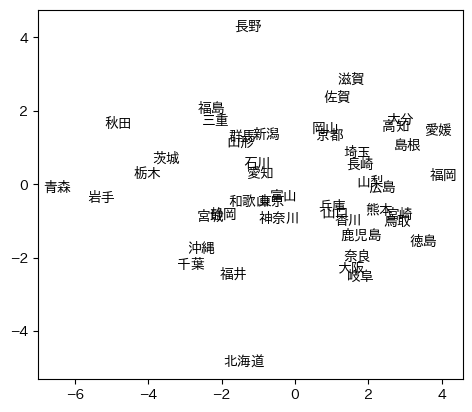 長野
滋賀
佐賀
福島
大分
三重
秋田
高知
岡山
愛媛
新潟
群馬
京都
山形
島根
埼玉
茨城
石川
長崎
愛知
栃木
福岡
山梨
青森
広島
岩手
富山
和歌山
東京
兵庫
熊本
静岡
山口
宮崎
宮城
神奈川
香川
鳥取
鹿児島
徳島
沖縄
奈良
千葉
大阪
福井
岐阜
北海道
4
2
0
−2
−4
−6 −4 −2 0 2 4